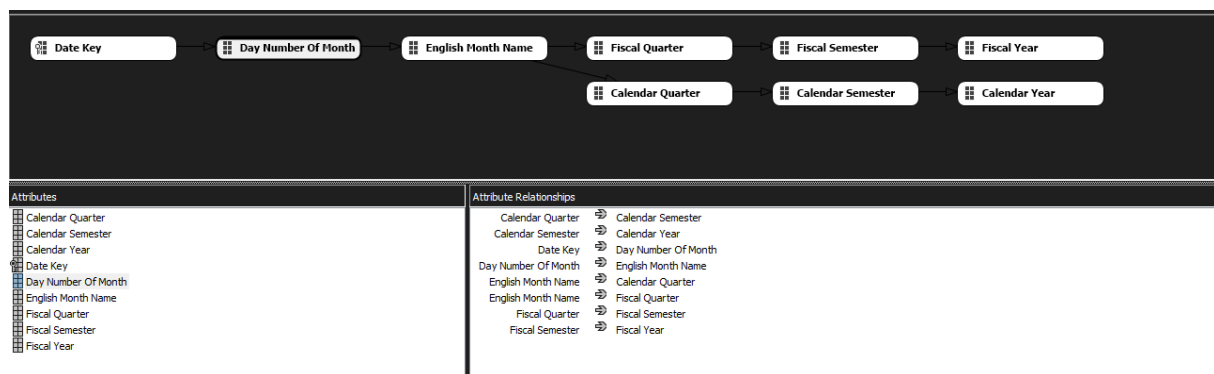 Date Key Day Number Of Month English Month Name Fiscal Quarter Fiscal Semester Fiscal Year
Calendar Quarter Calendar Semester Calendar Year
Attributes
Calendar Quarter
Calendar Semester
Calendar Year
Date Key
Day Number Of Month
English Month Name
Fiscal Quarter
Fiscal Semester
Fiscal Year
Attribute Relationships
Calendar Quarter Calendar Semester
Calendar Semester Calendar Year
Date Key Day Number Of Month
Day Number Of Month English Month Name
English Month Name Calendar Quarter
English Month Name Fiscal Quarter
Fiscal Quarter Fiscal Semester
Fiscal Semester Fiscal Year